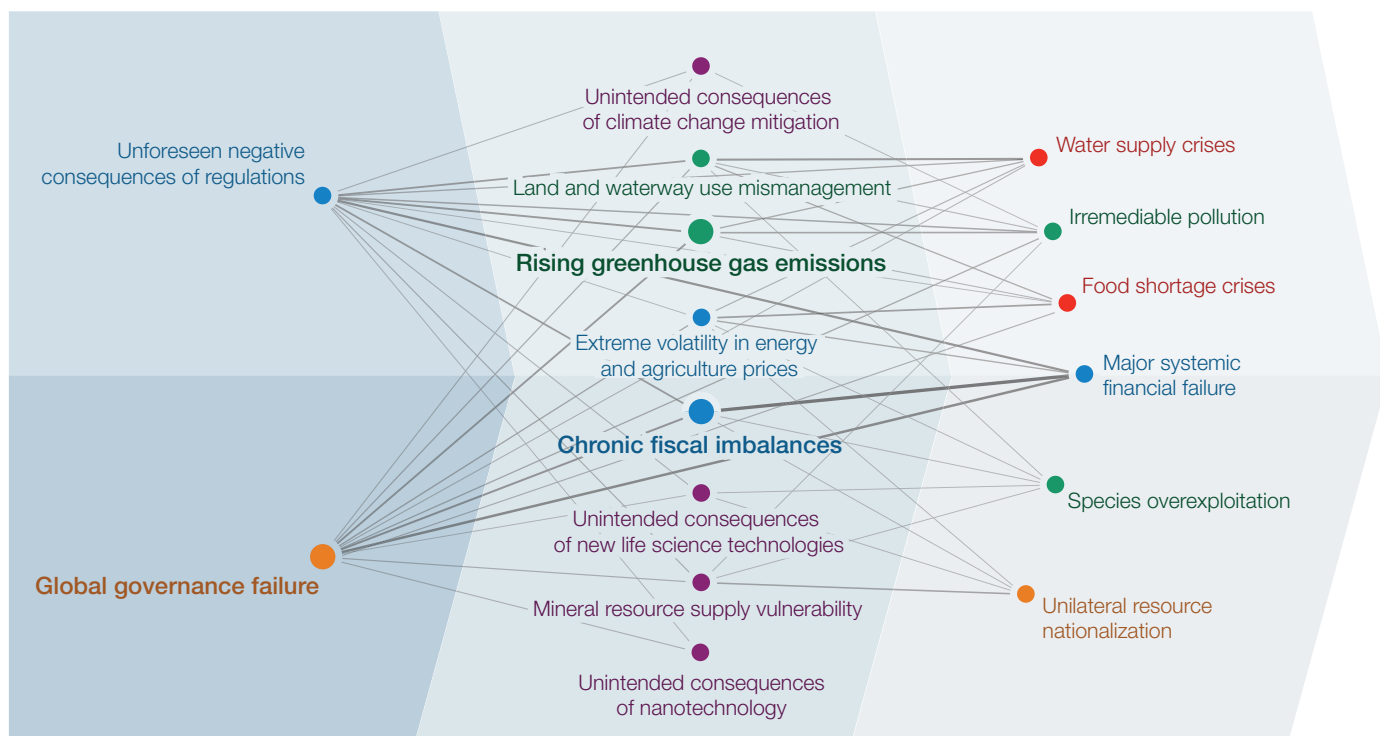 Unforeseen negative
consequences of regulations
Global governance failure
Unintended consequences
of climate change mitigation
Land and waterway use mismanagement
Rising greenhouse gas emissions
Extreme volatility in energy
and agriculture prices
Chronic fiscal imbalances
Unintended consequences
of new life science technologies
Mineral resource supply vulnerability
Unintended consequences
of nanotechnology
Water supply crises
Irremediable pollution
Food shortage crises
Major systemic
financial failure
Species overexploitation
Unilateral resource
nationalization